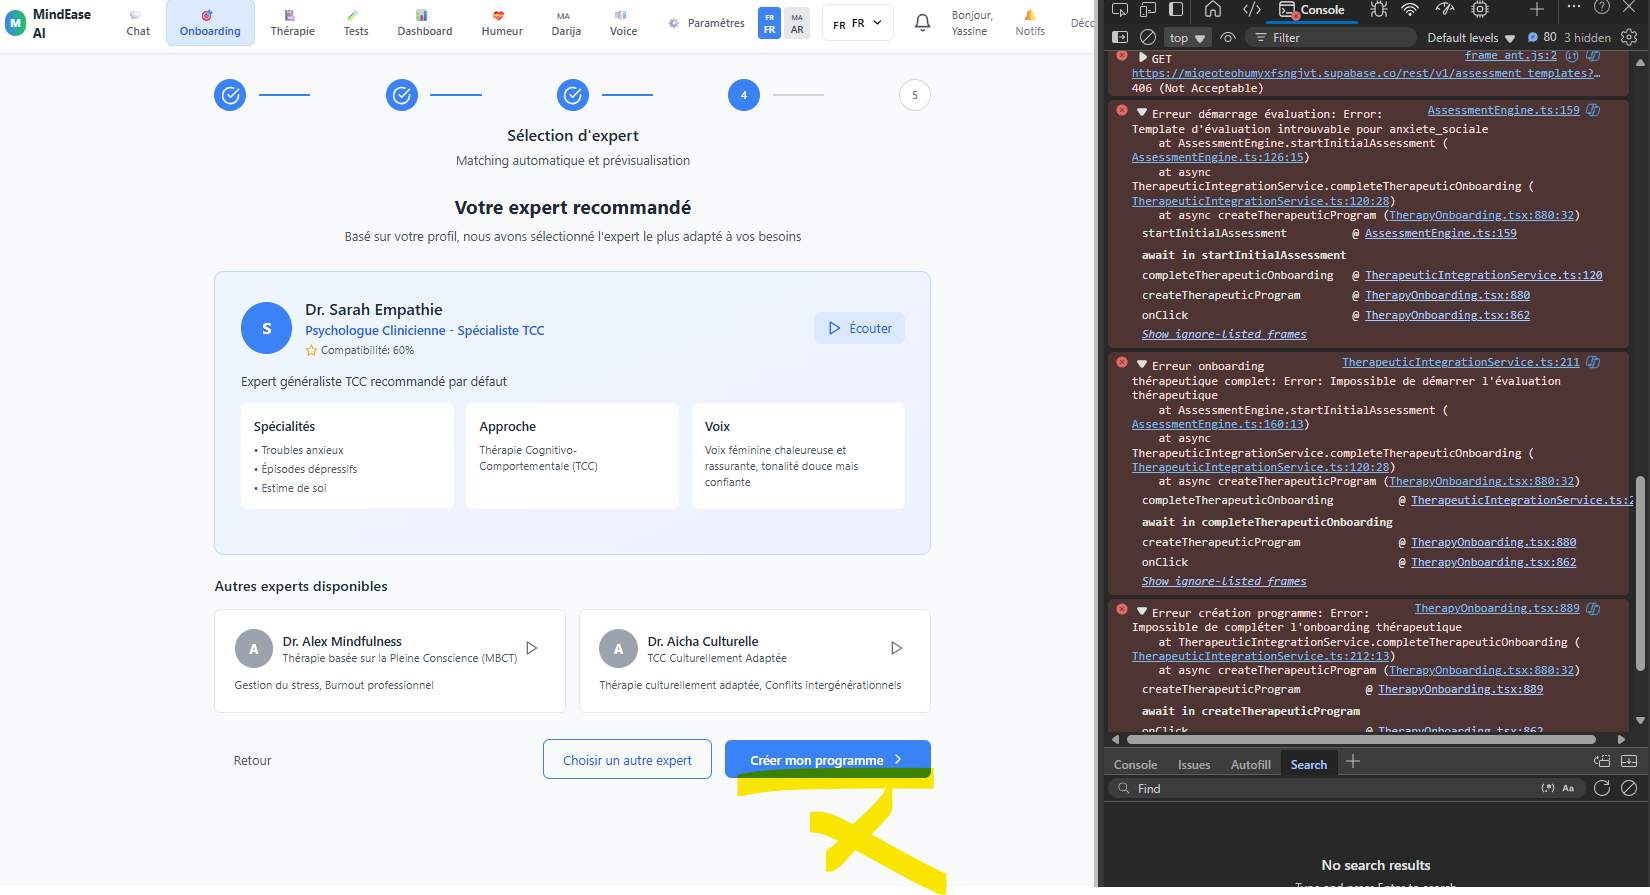 MindEase AI
M
Chat
Onboarding
Thérapie
Tests
Dashboard
Humeur
MA
Darija
Voice
Paramètres
FR FR
MA AR
FR FR
Bonjour, Yassine
Notifs
Déco
4
5
Sélection d'expert
Matching automatique et prévisualisation
Votre expert recommandé
Basé sur votre profil, nous avons sélectionné l'expert le plus adapté à vos besoins
S
Dr. Sarah Empathie
Psychologue Clinicienne - Spécialiste TCC
Compatibilité: 60%
Écouter
Expert généraliste TCC recommandé par défaut
Spécialités
• Troubles anxieux
• Épisodes dépressifs
• Estime de soi
Approche
Thérapie Cognitivo-
Comportementale (TCC)
Voix
Voix féminine chaleureuse et
rassurante, tonalité douce mais
confiante
Autres experts disponibles
A
Dr. Alex Mindfulness
Thérapie basée sur la Pleine Conscience (MBCT)
Gestion du stress, Burnout professionnel
A
Dr. Aicha Culturelle
TCC Culturellement Adaptée
Thérapie culturellement adaptée, Conflits intergénérationnels
Retour
Choisir un autre expert
Créer mon programme
Console
top
Filter
Default levels
80
3 hidden
GET
frame_ant.js:2
https://miqeoteohumyxfsngjvt.supabase.co/rest/v1/assessment_templates?…
406 (Not Acceptable)
Erreur démarrage évaluation: Error: AssessmentEngine.ts:159
Template d'évaluation introuvable pour anxiete_sociale
at AssessmentEngine.startInitialAssessment (
AssessmentEngine.ts:126:15)
at async
TherapeuticIntegrationService.completeTherapeuticOnboarding (
TherapeuticIntegrationService.ts:120:28)
at async createTherapeuticProgram (TherapyOnboarding.tsx:880:32)
startInitialAssessment @ AssessmentEngine.ts:159
await in startInitialAssessment
completeTherapeuticOnboarding @ TherapeuticIntegrationService.ts:120
createTherapeuticProgram @ TherapyOnboarding.tsx:880
onClick @ TherapyOnboarding.tsx:862
Show ignore-listed frames
Erreur onboarding TherapeuticIntegrationService.ts:211
thérapeutique complet: Error: Impossible de démarrer l'évaluation
thérapeutique
at AssessmentEngine.startInitialAssessment (
AssessmentEngine.ts:160:13)
at async
TherapeuticIntegrationService.completeTherapeuticOnboarding (
TherapeuticIntegrationService.ts:120:28)
at async createTherapeuticProgram (TherapyOnboarding.tsx:880:32)
completeTherapeuticOnboarding @ TherapeuticIntegrationService.ts:2
await in completeTherapeuticOnboarding
createTherapeuticProgram @ TherapyOnboarding.tsx:880
onClick @ TherapyOnboarding.tsx:862
Show ignore-listed frames
Erreur création programme: Error: TherapyOnboarding.tsx:889
Impossible de compléter l'onboarding thérapeutique
at TherapeuticIntegrationService.completeTherapeuticOnboarding (
TherapeuticIntegrationService.ts:212:13)
at async createTherapeuticProgram (TherapyOnboarding.tsx:880:32)
createTherapeuticProgram @ TherapyOnboarding.tsx:889
await in createTherapeuticProgram
onClick @ TherapyOnboarding.tsx:862
Console
Issues
Autofill
Search
Find
(.*)
Aa
No search results
Type and press Enter to search